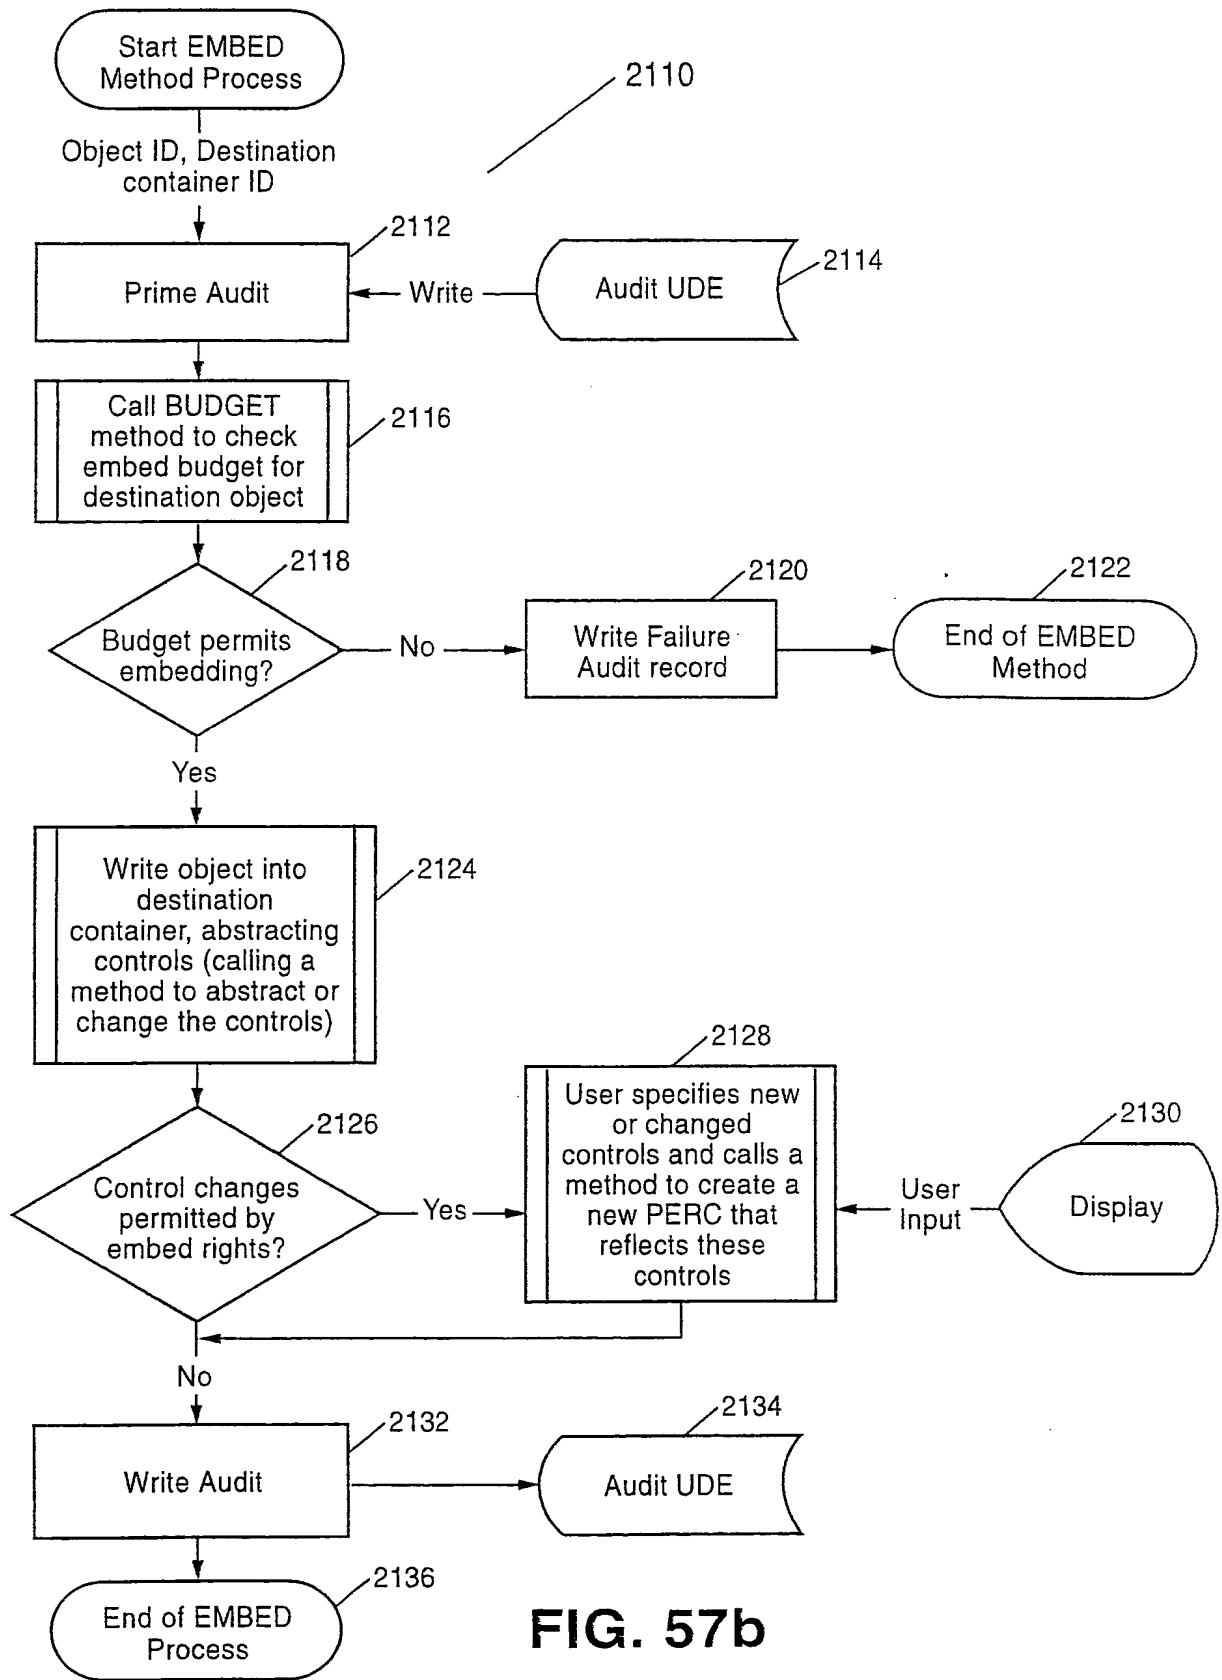 Start EMBED
Method Process
2110
Object ID, Destination
container ID
2112
Prime Audit
Write
Audit UDE
2114
Call BUDGET
method to check
embed budget for
destination object
2116
2118
Budget permits
embedding?
No
2120
Write Failure
Audit record
2122
End of EMBED
Method
Yes
Write object into
destination
container, abstracting
controls (calling a
method to abstract or
change the controls)
2124
2126
Control changes
permitted by
embed rights?
Yes
2128
User specifies new
or changed
controls and calls a
method to create a
new PERC that
reflects these
controls
User
Input
2130
Display
No
2132
Write Audit
2134
Audit UDE
2136
End of EMBED
Process
FIG. 57b